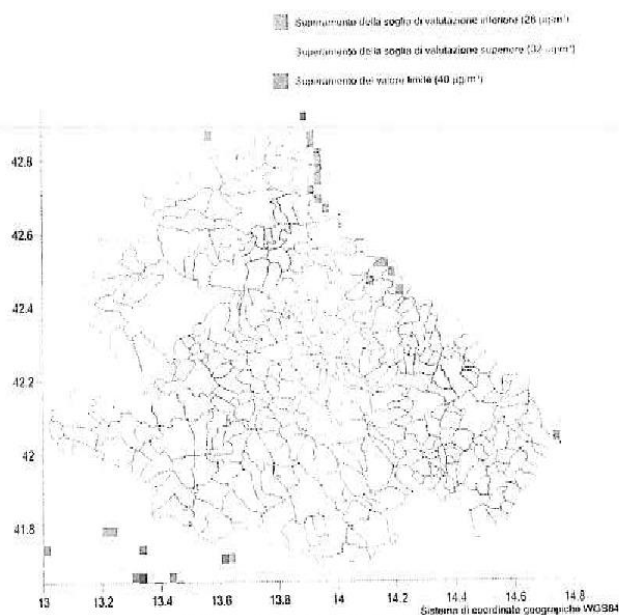 Superamento della soglia di valutazione inferiore (26 µg/m³)
Superamento della soglia di valutazione superiore (32 µg/m³)
Superamento del valore limite (40 µg/m³)
42.8
42.6
42.4
42.2
42
41.8
13 13.2 13.4 13.6 13.8 14 14.2 14.4 14.6 14.8
Sistema di coordinate geografiche WGS84